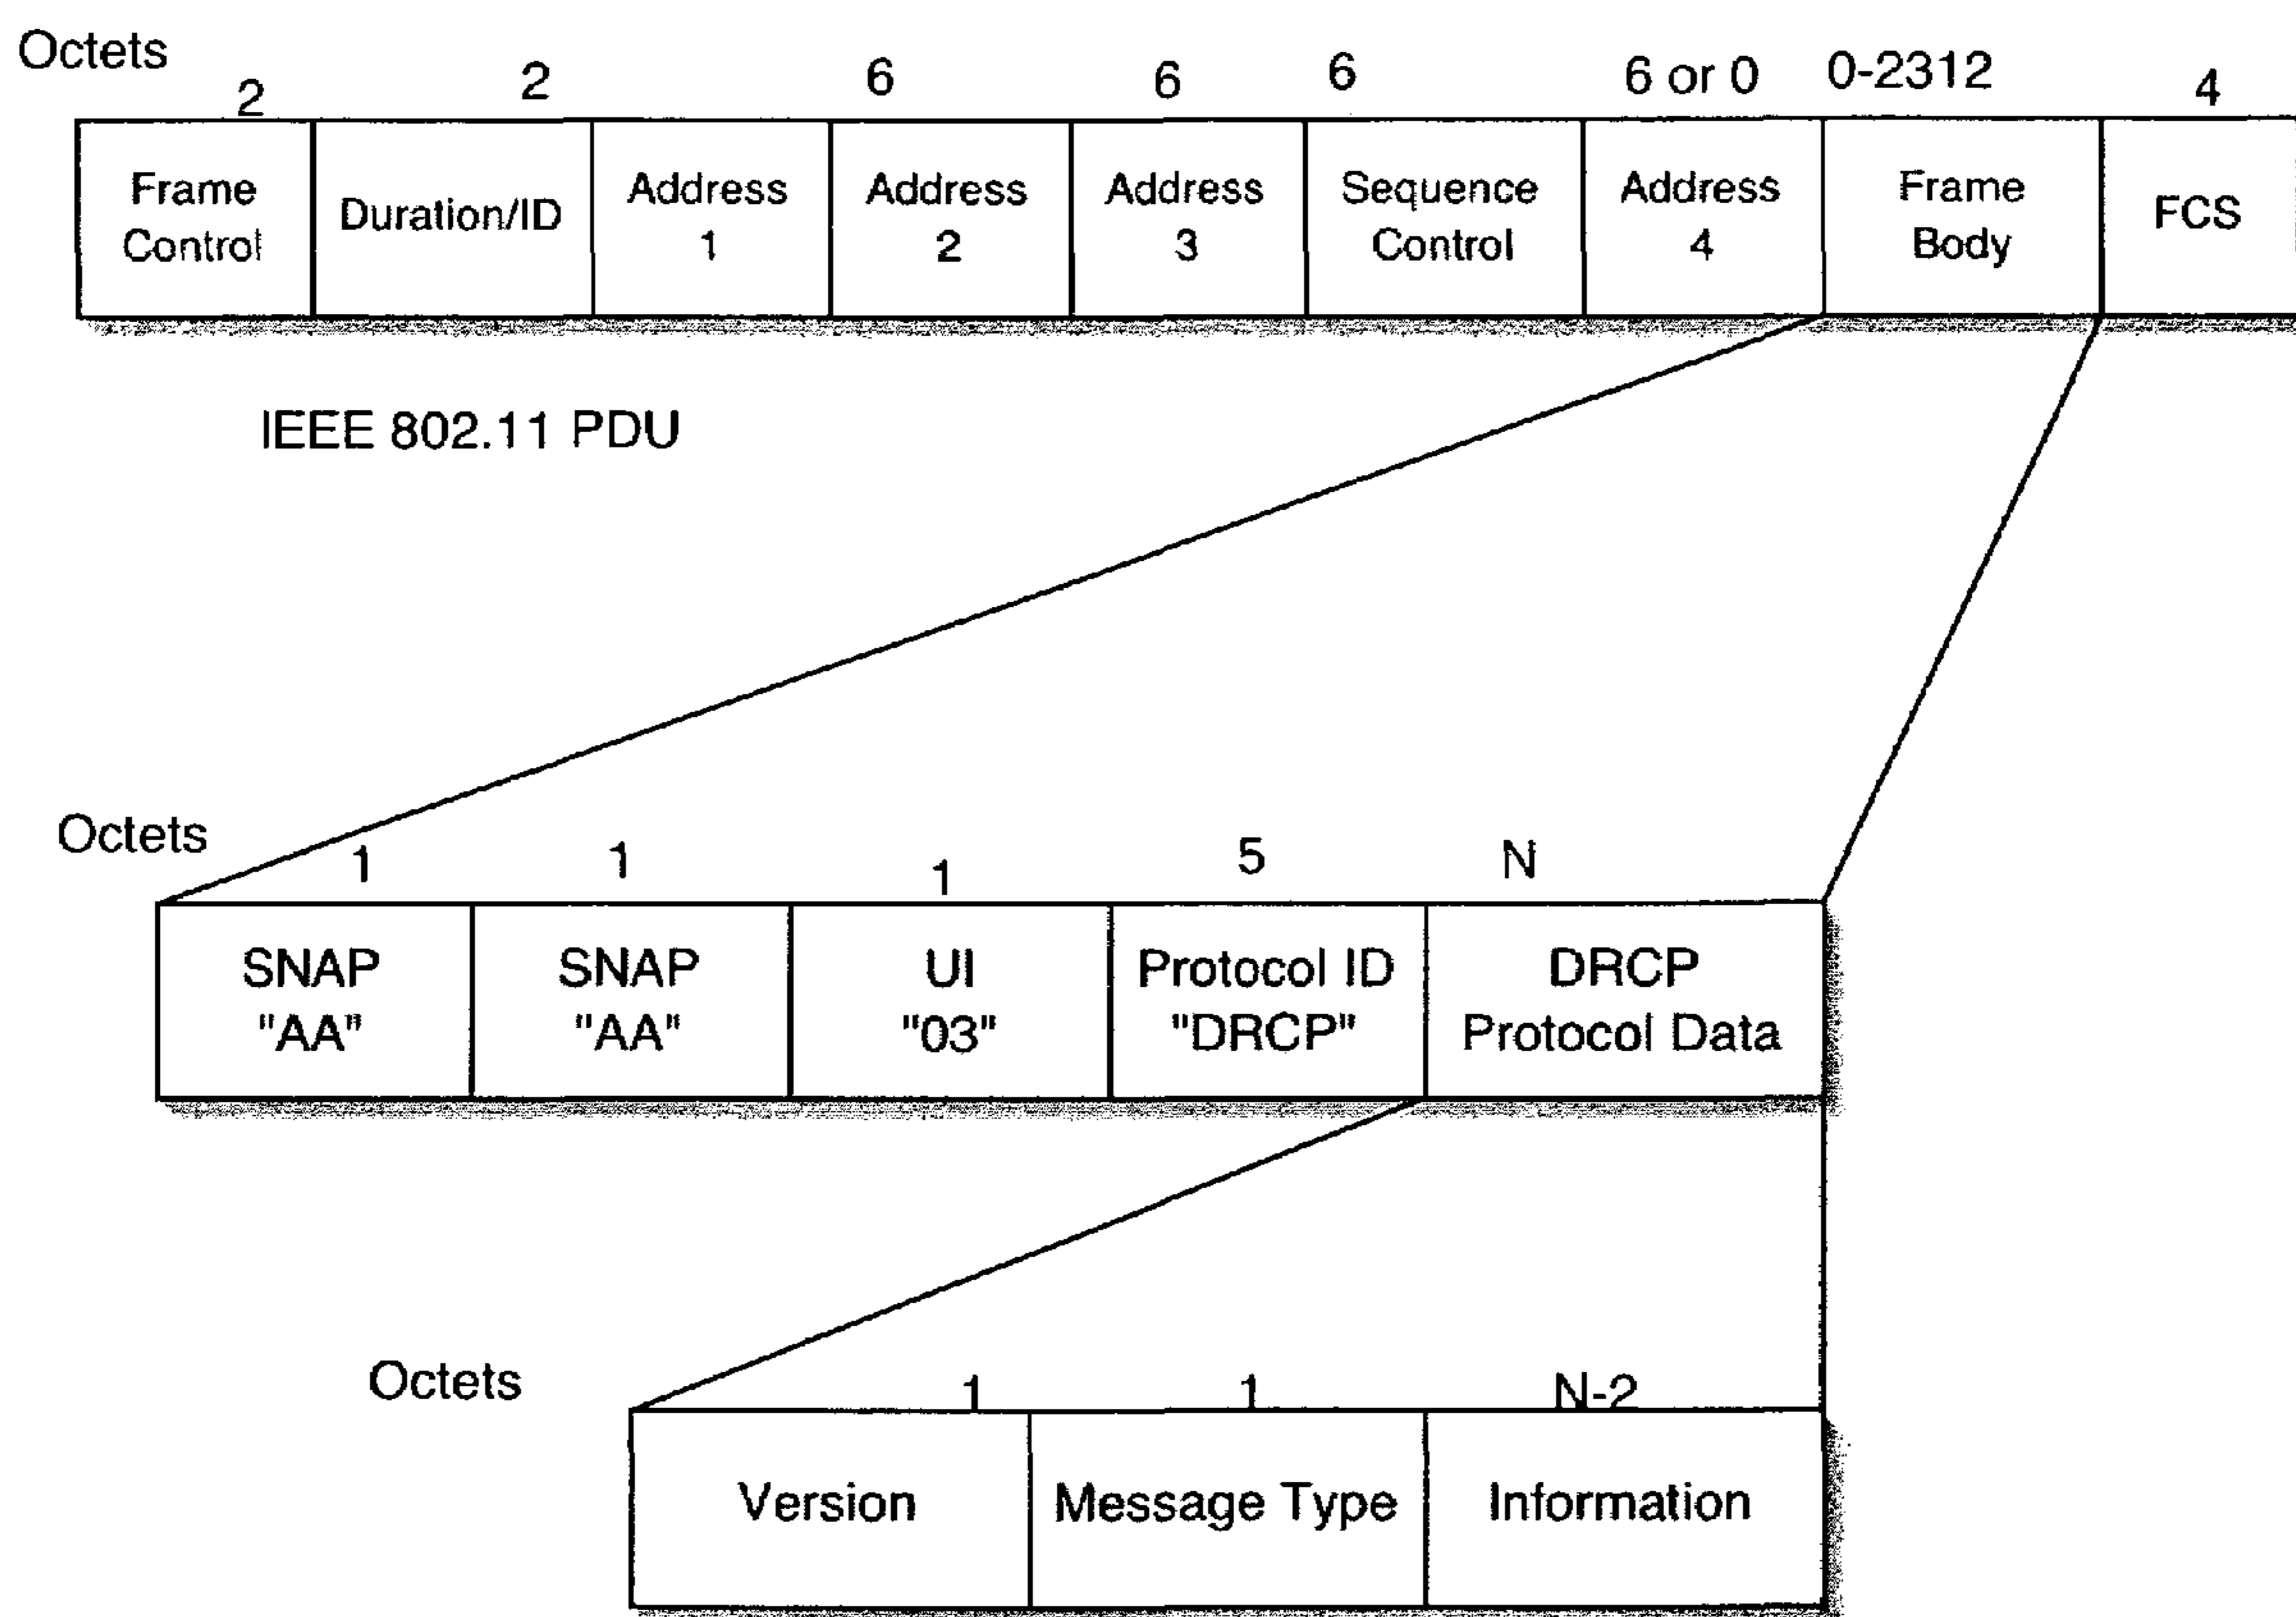 Octets
2 2 6 6 6 6 or 0 0-2312 4
Frame Control
Duration/ID
Address 1
Address 2
Address 3
Sequence Control
Address 4
Frame Body
FCS
IEEE 802.11 PDU
Octets
1 1 1 5 N
SNAP "AA"
SNAP "AA"
UI "03"
Protocol ID "DRCP"
DRCP Protocol Data
Octets
1 1 N-2
Version
Message Type
Information